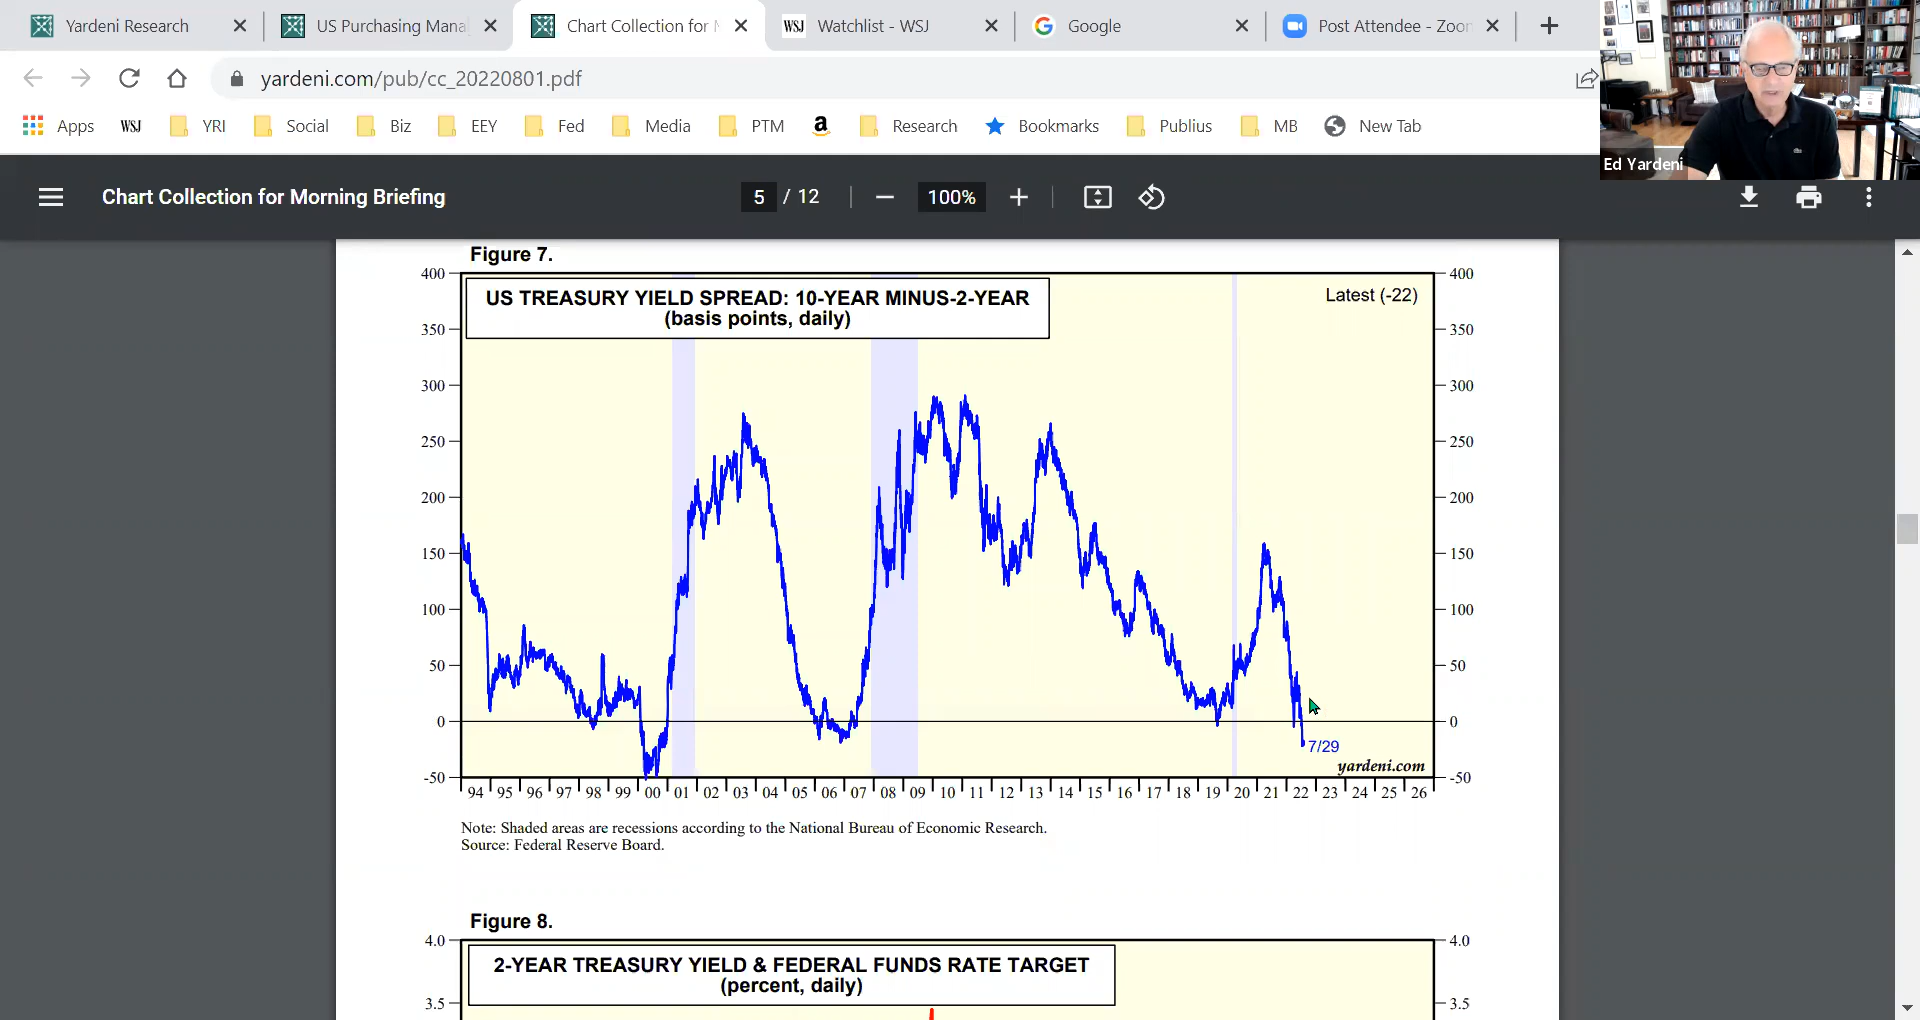 Yardeni Research
US Purchasing Mana
Chart Collection for M
WSJ
Watchlist - WSJ
Google
Post Attendee - Zoom
yardeni.com/pub/cc_20220801.pdf
Apps
WSJ
YRI
Social
Biz
EEY
Fed
Media
PTM
a
Research
Bookmarks
Publius
MB
New Tab
Ed Yardeni
Chart Collection for Morning Briefing
5 / 12
100%
Figure 7.
US TREASURY YIELD SPREAD: 10-YEAR MINUS-2-YEAR
(basis points, daily)
Latest (-22)
400 400
350 350
300 300
250 250
200 200
150 150
100 100
50 50
0 0
-50 -50
7/29
yardeni.com
94 95 96 97 98 99 00 01 02 03 04 05 06 07 08 09 10 11 12 13 14 15 16 17 18 19 20 21 22 23 24 25 26
Note: Shaded areas are recessions according to the National Bureau of Economic Research.
Source: Federal Reserve Board.
Figure 8.
4.0 4.0
2-YEAR TREASURY YIELD & FEDERAL FUNDS RATE TARGET
(percent, daily)
3.5 3.5